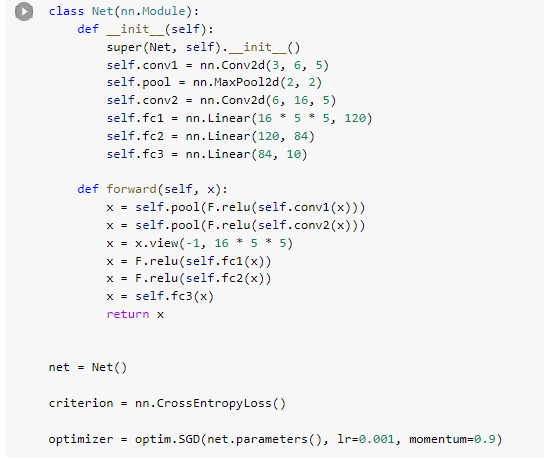 class Net(nn.Module):
    def __init__(self):
        super(Net, self).__init__()
        self.conv1 = nn.Conv2d(3, 6, 5)
        self.pool = nn.MaxPool2d(2, 2)
        self.conv2 = nn.Conv2d(6, 16, 5)
        self.fc1 = nn.Linear(16 * 5 * 5, 120)
        self.fc2 = nn.Linear(120, 84)
        self.fc3 = nn.Linear(84, 10)

    def forward(self, x):
        x = self.pool(F.relu(self.conv1(x)))
        x = self.pool(F.relu(self.conv2(x)))
        x = x.view(-1, 16 * 5 * 5)
        x = F.relu(self.fc1(x))
        x = F.relu(self.fc2(x))
        x = self.fc3(x)
        return x

net = Net()

criterion = nn.CrossEntropyLoss()

optimizer = optim.SGD(net.parameters(), lr=0.001, momentum=0.9)